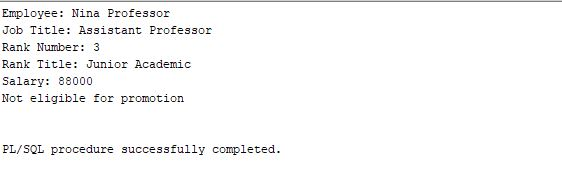 Employee: Nina Professor
Job Title: Assistant Professor
Rank Number: 3
Rank Title: Junior Academic
Salary: 88000
Not eligible for promotion
PL/SQL procedure successfully completed.